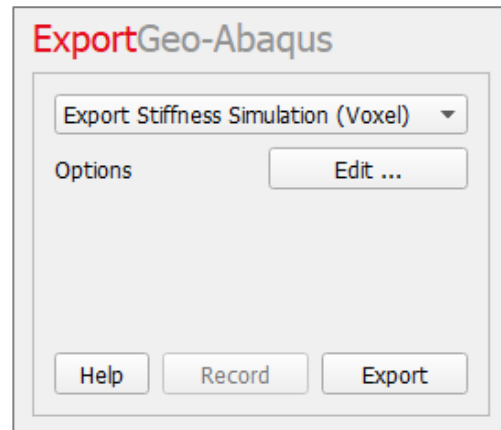 ExportGeo-Abaqus
Export Stiffness Simulation (Voxel)
Options Edit ...
Help Record Export